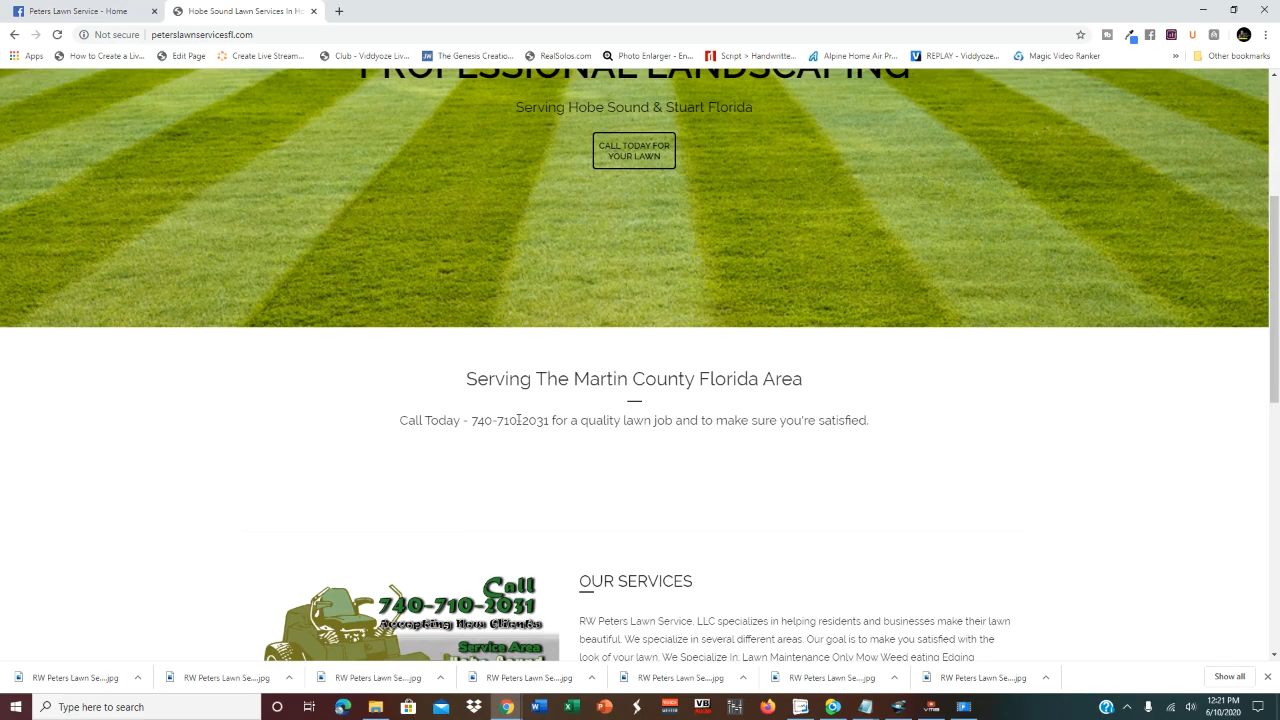 Peters Lawn Service - Home
Hobe Sound Lawn Services In Ho
Not secure
peterslawnservicesfl.com
Apps
How to Create a Liv...
Edit Page
Create Live Stream...
Club - Viddyoze Li...
The Genesis Creatio...
RealSolos.com
Photo Enlarger - En...
Script > Handwritte...
Alpine Home Air Pr...
REPLAY - Viddyoze...
Magic Video Ranker
»
Other bookmarks
PROFESSIONAL LANDSCAPING
Serving Hobe Sound & Stuart Florida
CALL TODAY FOR
YOUR LAWN
Serving The Martin County Florida Area
Call Today - 740-710-2031 for a quality lawn job and to make sure you're satisfied.
Call
740-710-2031
Accepting New Clients
Service Area
OUR SERVICES
RW Peters Lawn Service, LLC specializes in helping residents and businesses make their lawn
beautiful. We specialize in several different areas. Our goal is to make you satisfied with the
look of your lawn. We Specialize In: Lawn Maintenance Only Mow Weed eating Edging
RW Peters Lawn Se....jpg
RW Peters Lawn Se....jpg
RW Peters Lawn Se....jpg
RW Peters Lawn Se....jpg
RW Peters Lawn Se....jpg
RW Peters Lawn Se....jpg
RW Peters Lawn Se....jpg
Show all
Type here to search
12:21 PM
6/10/2020